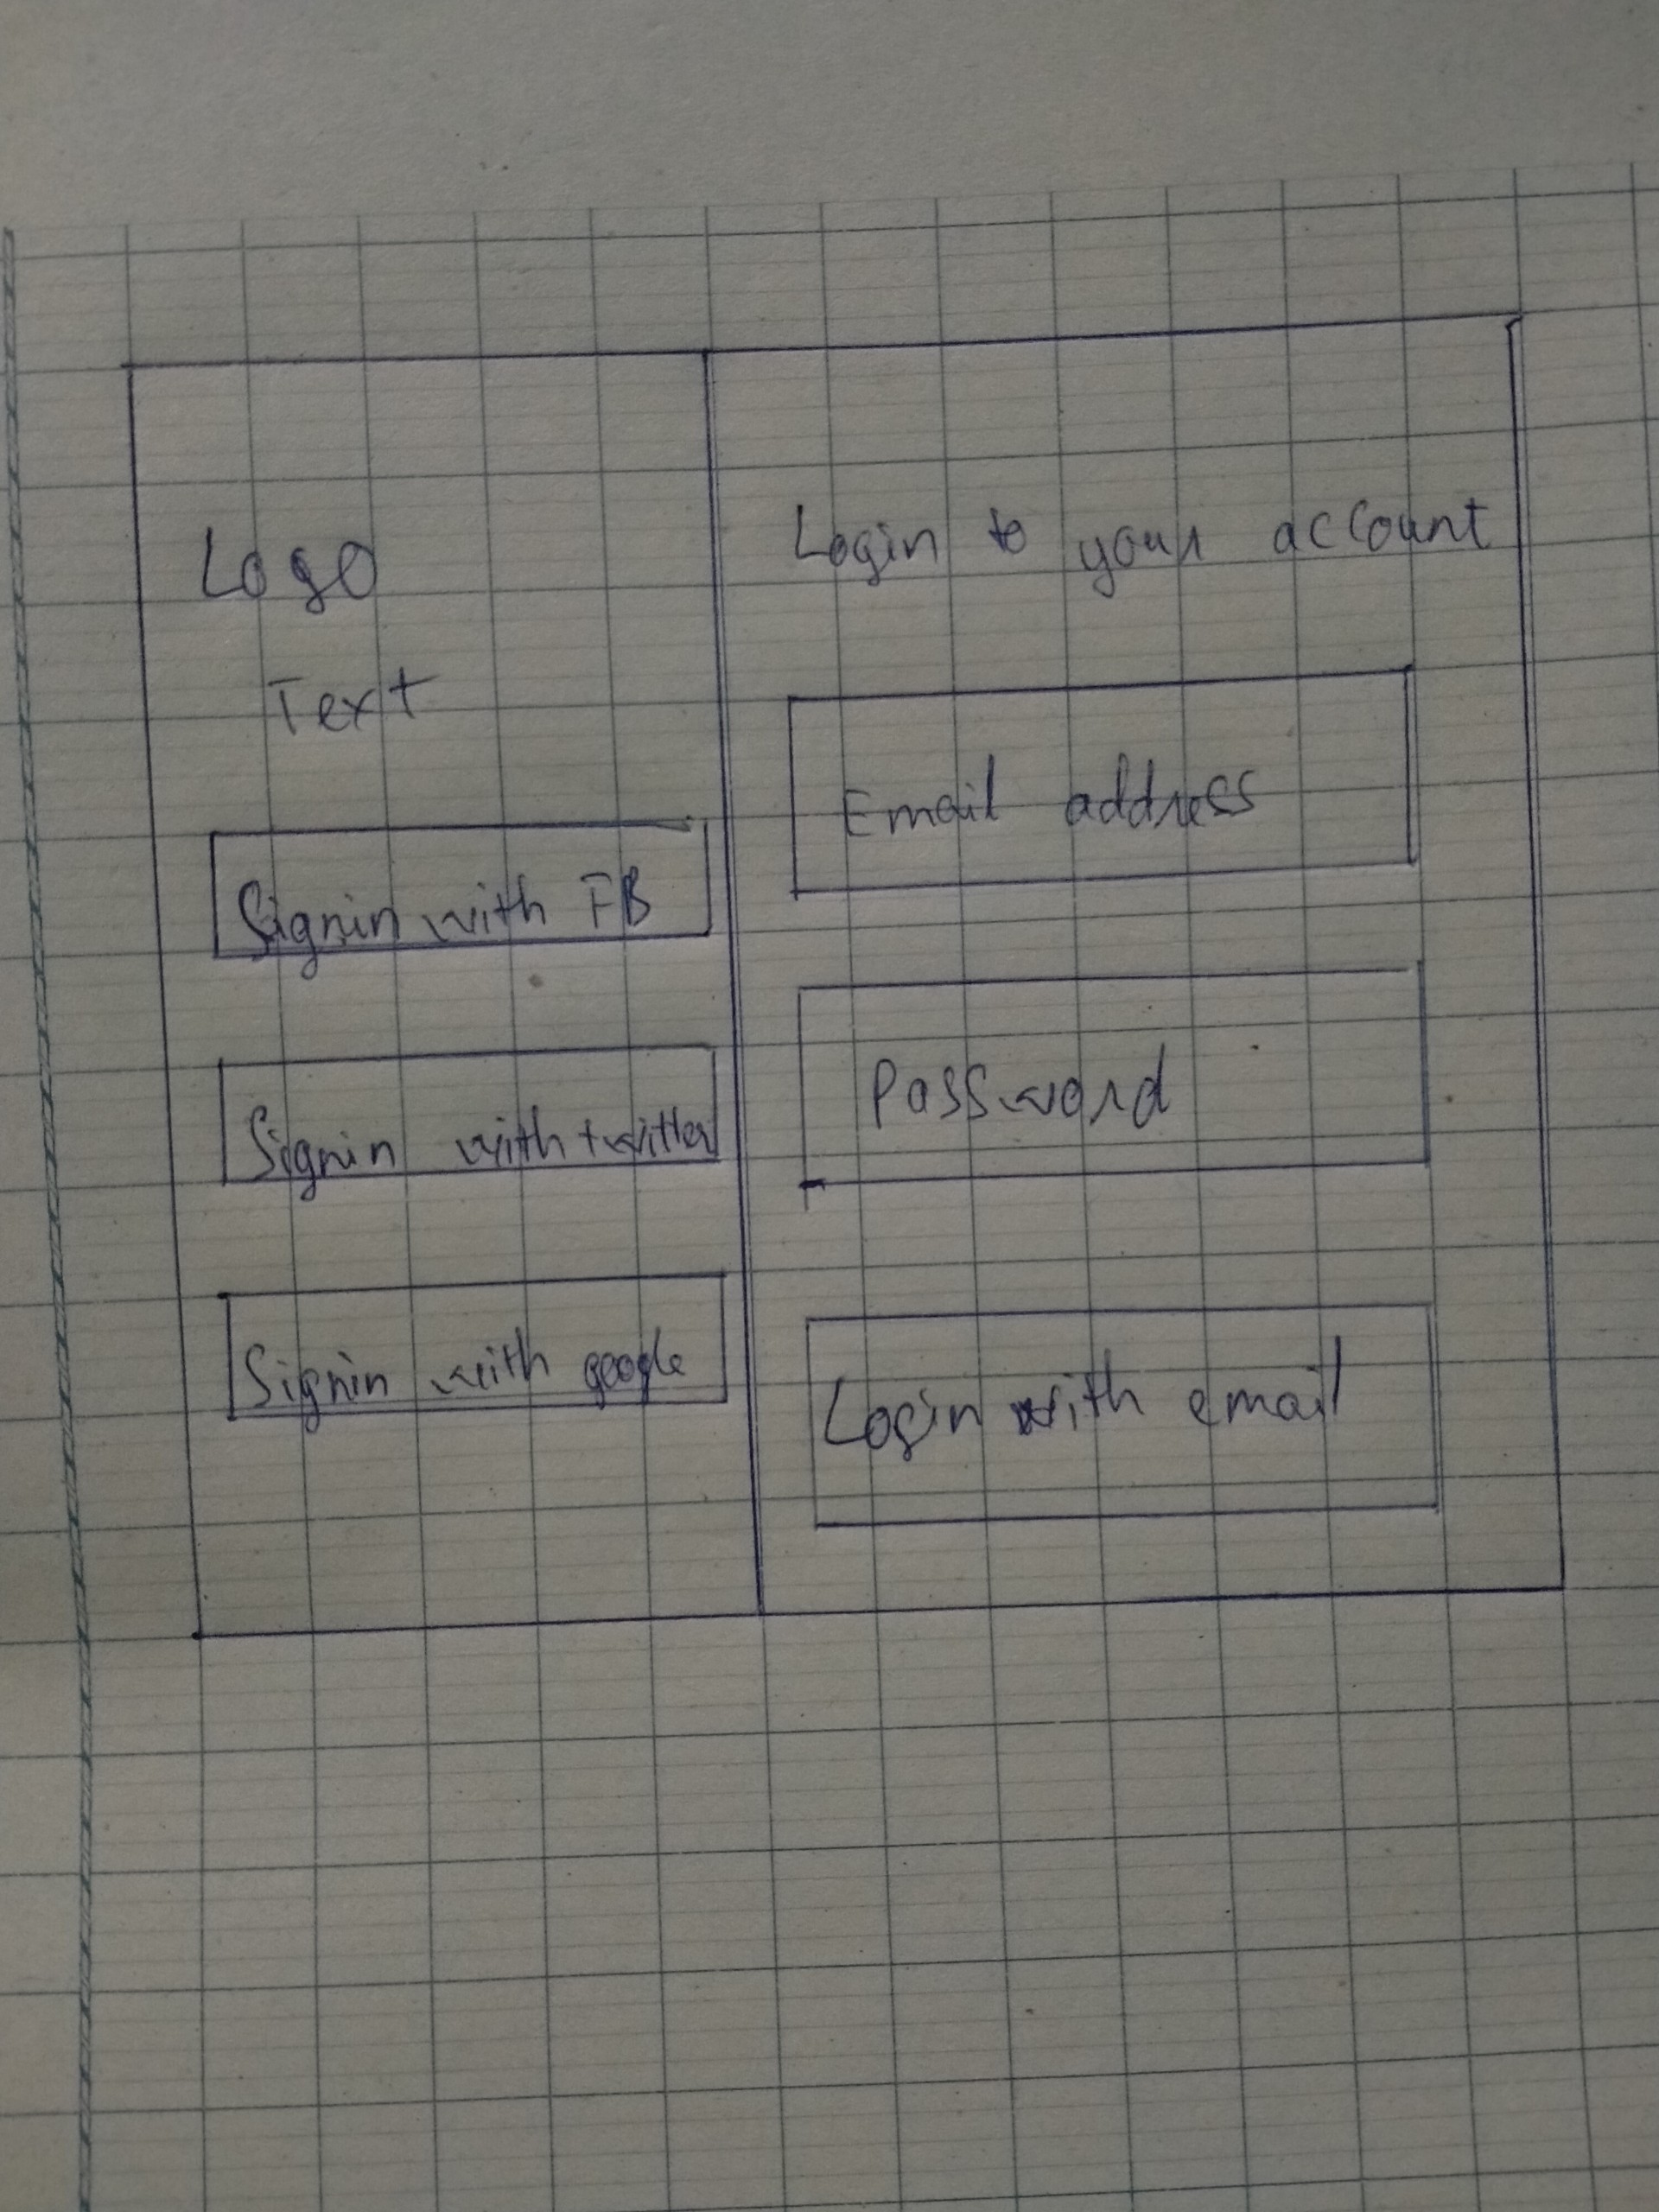 Logo
Text
Signin with FB
Signin with twitter
Signin with google
Login to your account
Email address
Password
Login with email